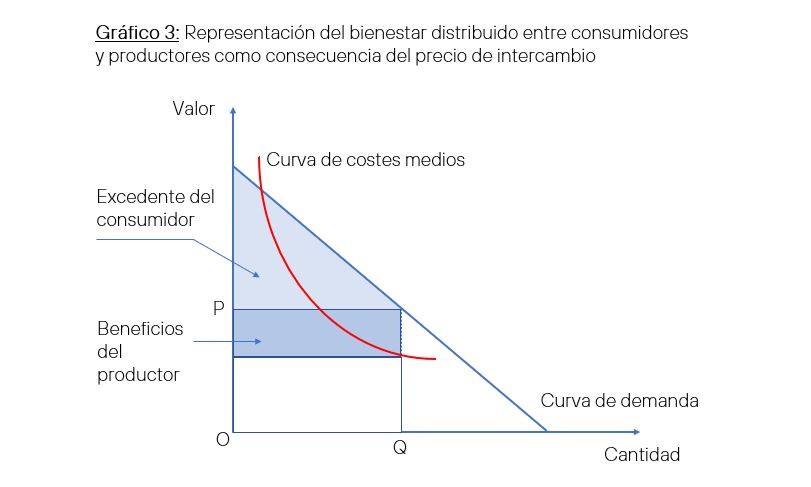 Gráfico 3: Representación del bienestar distribuido entre consumidores
y productores como consecuencia del precio de intercambio
Valor
Curva de costes medios
Excedente del
consumidor
P
Beneficios
del
productor
Curva de demanda
O
Q
Cantidad